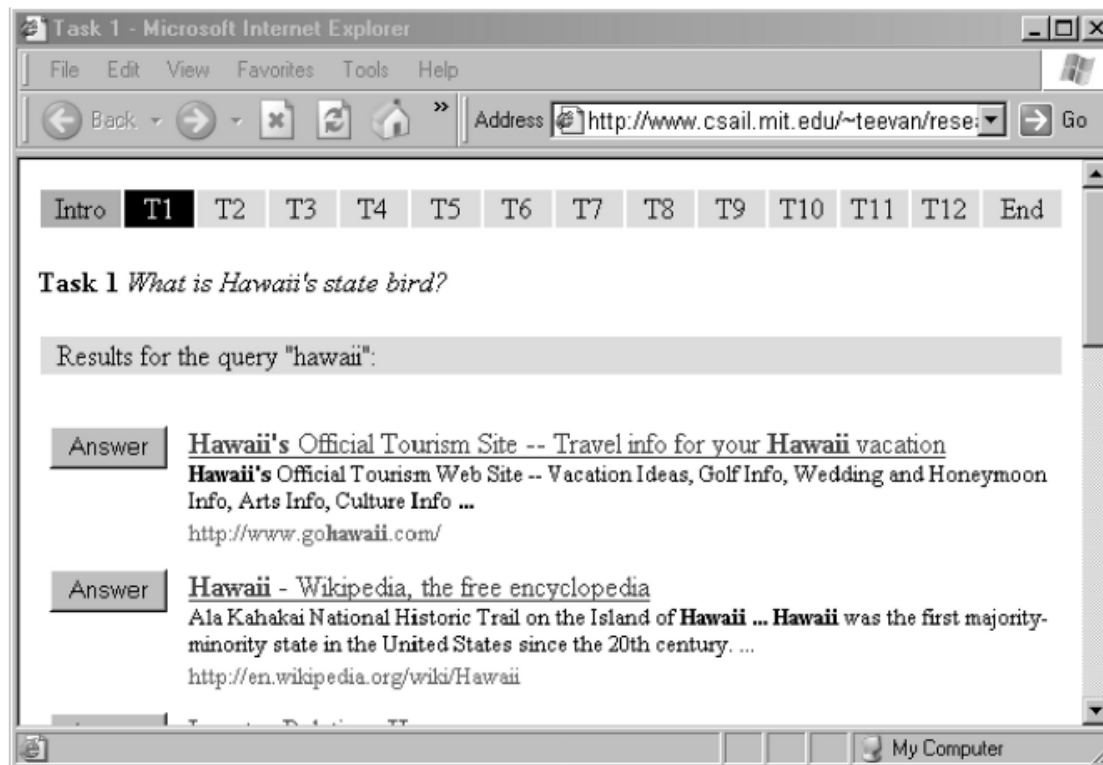 Task 1 - Microsoft Internet Explorer
File Edit View Favorites Tools Help
Back » Address http://www.csail.mit.edu/~teevan/rese Go
Intro T1 T2 T3 T4 T5 T6 T7 T8 T9 T10 T11 T12 End
Task 1 What is Hawaii's state bird?
Results for the query "hawaii":
Answer Hawaii's Official Tourism Site -- Travel info for your Hawaii vacation
Hawaii's Official Tourism Web Site -- Vacation Ideas, Golf Info, Wedding and Honeymoon
Info, Arts Info, Culture Info ...
http://www.gohawaii.com/
Answer Hawaii - Wikipedia, the free encyclopedia
Ala Kahakai National Historic Trail on the Island of Hawaii ... Hawaii was the first majority-
minority state in the United States since the 20th century. ...
http://en.wikipedia.org/wiki/Hawaii
My Computer